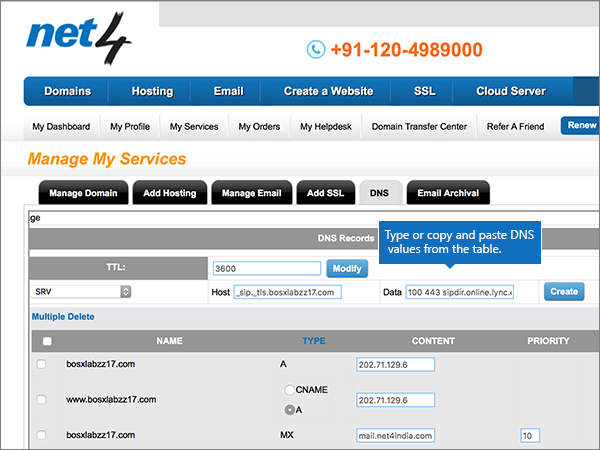 net4
+91-120-4989000
Domains Hosting Email Create a Website SSL Cloud Server
My Dashboard My Profile My Services My Orders My Helpdesk Domain Transfer Center Refer A Friend Renew
Manage My Services
Manage Domain Add Hosting Manage Email Add SSL DNS Email Archival
ge
Type or copy and paste DNS
values from the table.
DNS Records
TTL: 3600 Modify
SRV Host _sip._tls.bosxlabzz17.com Data 100 443 sipdir.online.lync.c Create
Multiple Delete
NAME TYPE CONTENT PRIORITY
bosxlabzz17.com A 202.71.129.6
CNAME
www.bosxlabzz17.com 202.71.129.6
A
bosxlabzz17.com MX mail.net4india.com 10